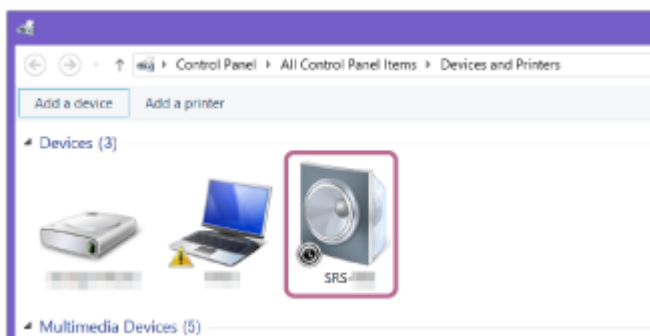 Control Panel ▸ All Control Panel Items ▸ Devices and Printers
Add a device Add a printer
Devices (3)
SRS-
Multimedia Devices (5)